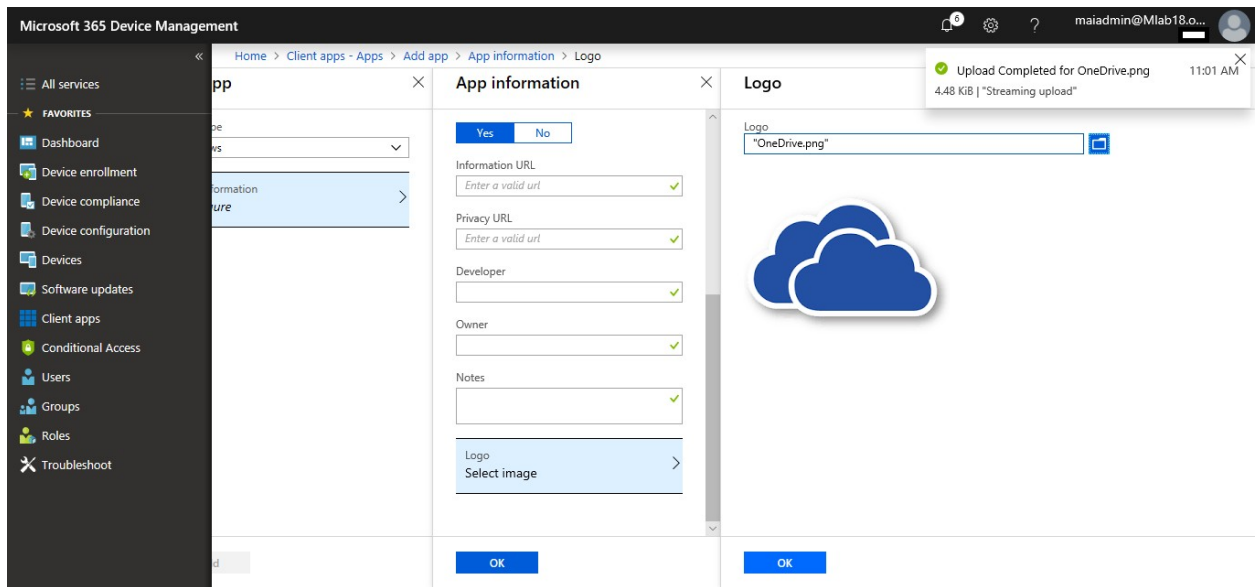 Microsoft 365 Device Management
6
?
maiadmin@Mlab18.o...
«
Home > Client apps - Apps > Add app > App information > Logo
Upload Completed for OneDrive.png 11:01 AM
4.48 KiB | "Streaming upload"
All services
FAVORITES
Dashboard
Device enrollment
Device compliance
Device configuration
Devices
Software updates
Client apps
Conditional Access
Users
Groups
Roles
Troubleshoot
pp
pe
ws
formation
ure
d
App information
Yes No
Information URL
Enter a valid url
Privacy URL
Enter a valid url
Developer
Owner
Notes
Logo
Select image
OK
Logo
Logo
"OneDrive.png"
OK